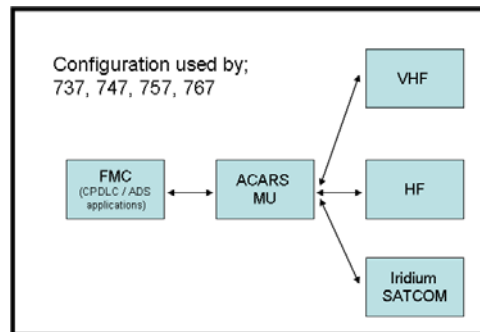 Configuration used by;
737, 747, 757, 767
VHF
FMC
(CPDLC / ADS
applications)
ACARS
MU
HF
Iridium
SATCOM